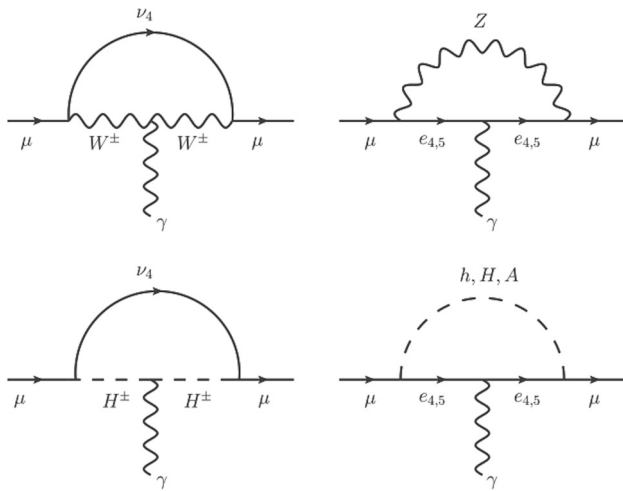 ν₄
Z
μ W± W± μ
μ e₄,₅ e₄,₅ μ
γ
γ
ν₄
h, H, A
μ H± H± μ
μ e₄,₅ e₄,₅ μ
γ
γ